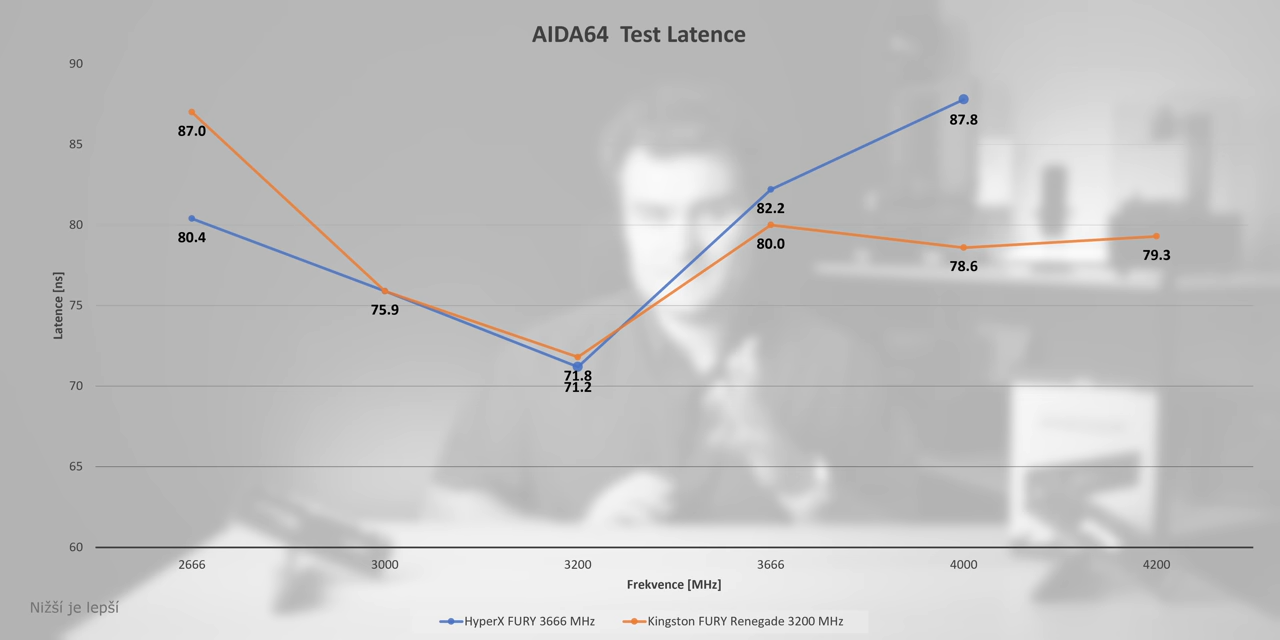 AIDA64  Test Latence
90
87.8
87.0
85
82.2
80.4
80
80.0
79.3
78.6
75.9
75
71.8
71.2
70
65
60
Latence [ns]
2666 3000 3200 3666 4000 4200
Frekvence [MHz]
Nižší je lepší
HyperX FURY 3666 MHz Kingston FURY Renegade 3200 MHz